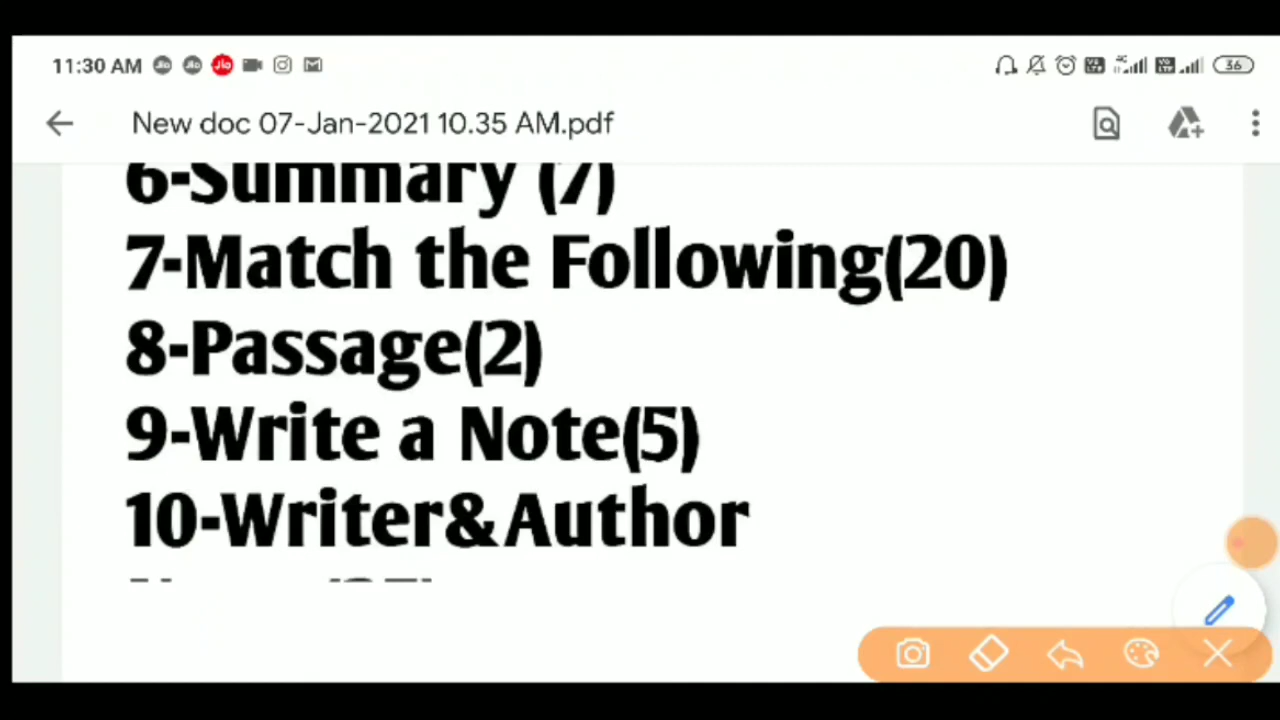 11:30 AM
36
New doc 07-Jan-2021 10.35 AM.pdf
6-Summary (7)
7-Match the Following(20)
8-Passage(2)
9-Write a Note(5)
10-Writer&Author